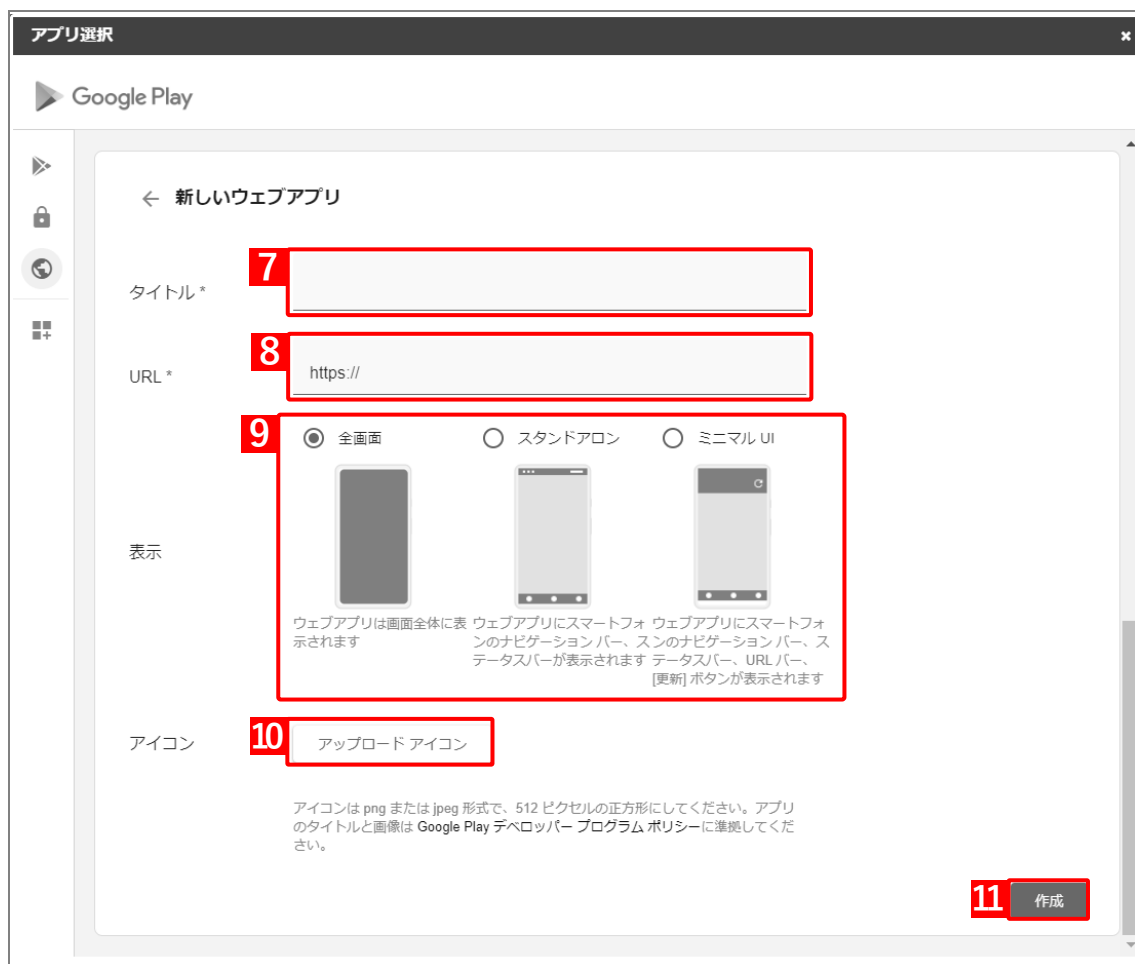 アプリ選択
Google Play
新しいウェブアプリ
7
タイトル *
8
URL *
https://
9
全画面
スタンドアロン
ミニマル UI
表示
ウェブアプリは画面全体に表
示されます
ウェブアプリにスマートフォ
ンのナビゲーション バー、ス
テータスバーが表示されます
ウェブアプリにスマートフォ
ンのナビゲーション バー、ス
テータスバー、URL バー、
[更新] ボタンが表示されます
アイコン
10
アップロード アイコン
アイコンは png または jpeg 形式で、512 ピクセルの正方形にしてください。アプリ
のタイトルと画像は Google Play デベロッパー プログラム ポリシーに準拠してくだ
さい。
11
作成